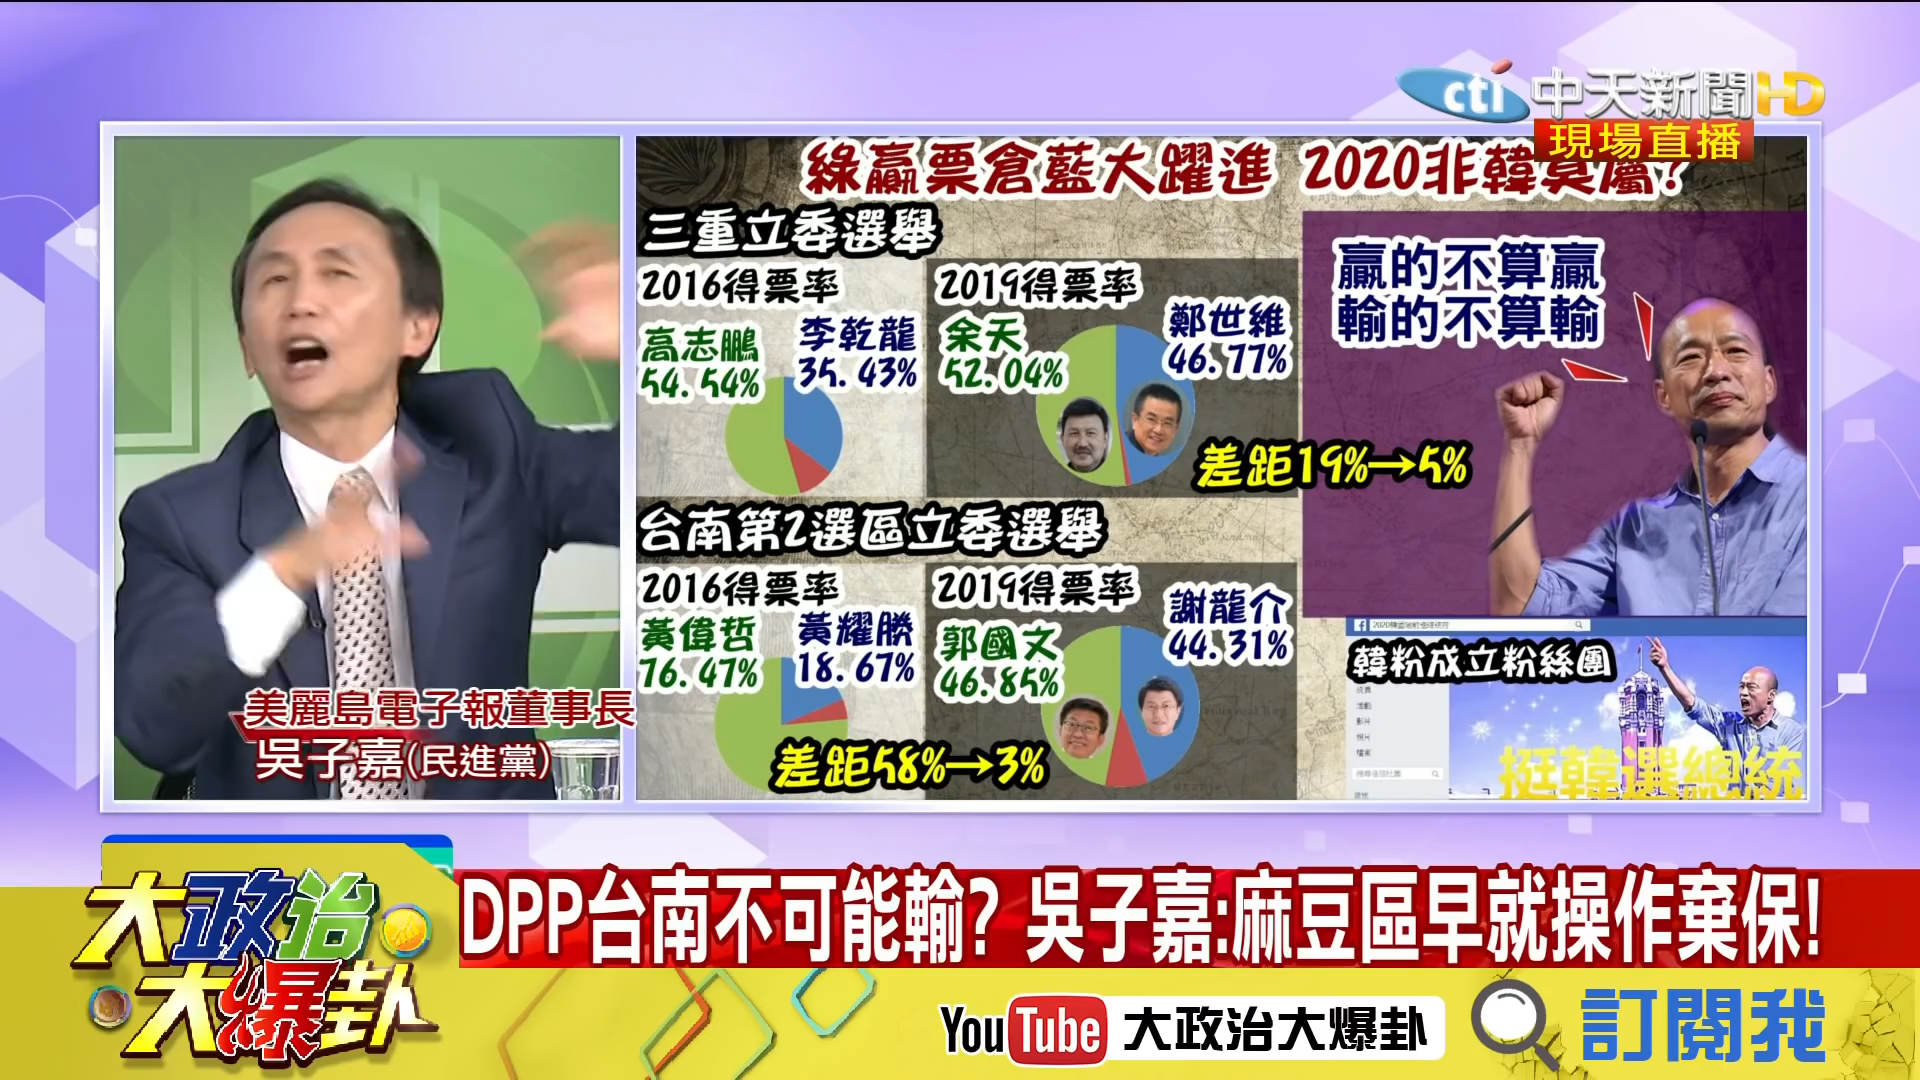 cti 中天新聞HD
現場直播
綠贏票倉藍大躍進 2020非韓莫屬?
三重立委選舉
2016得票率
高志鵬
54.54%
李乾龍
35.43%
2019得票率
余天
52.04%
鄭世維
46.77%
差距19%→5%
贏的不算贏
輸的不算輸
台南第2選區立委選舉
2016得票率
黃偉哲
76.47%
黃耀勝
18.67%
2019得票率
郭國文
46.85%
謝龍介
44.31%
差距58%→3%
韓粉成立粉絲團
成員
活動
影片
相片
檔案
挺韓選總統
美麗島電子報董事長
吳子嘉(民進黨)
大政治
大爆卦
DPP台南不可能輸? 吳子嘉:麻豆區早就操作棄保!
YouTube 大政治大爆卦
訂閱我